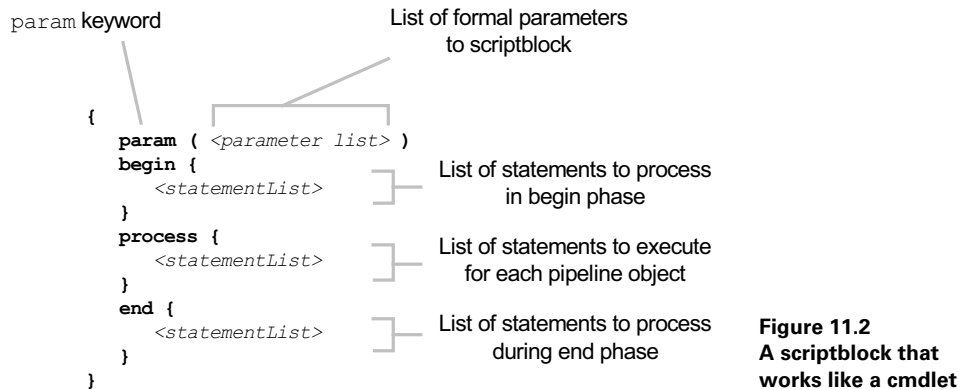 param keyword
List of formal parameters
to scriptblock
{
param ( <parameter list> )
begin {
<statementList>
}
process {
<statementList>
}
end {
<statementList>
}
}
List of statements to process
in begin phase
List of statements to execute
for each pipeline object
List of statements to process
during end phase
Figure 11.2
A scriptblock that
works like a cmdlet